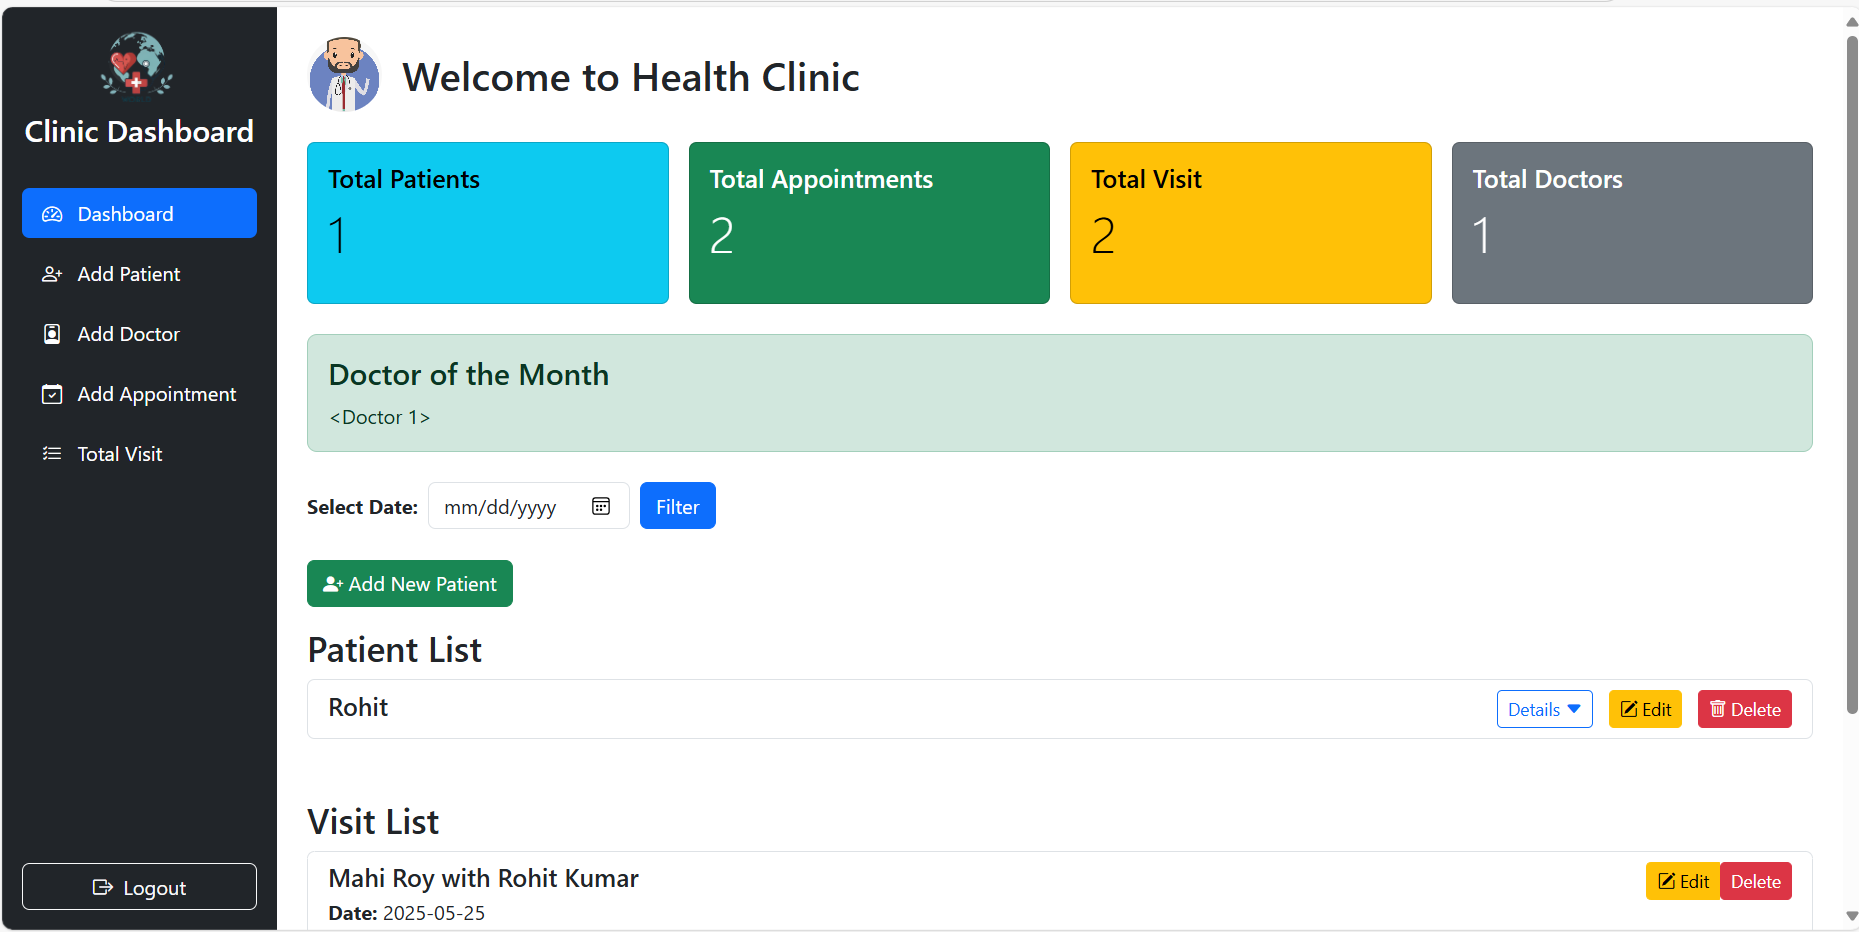 Clinic Dashboard
Dashboard
Add Patient
Add Doctor
Add Appointment
Total Visit
Logout
Welcome to Health Clinic
Total Patients
1
Total Appointments
2
Total Visit
2
Total Doctors
1
Doctor of the Month
<Doctor 1>
Select Date: mm/dd/yyyy Filter
Add New Patient
Patient List
Rohit Details Edit Delete
Visit List
Mahi Roy with Rohit Kumar Edit Delete
Date: 2025-05-25